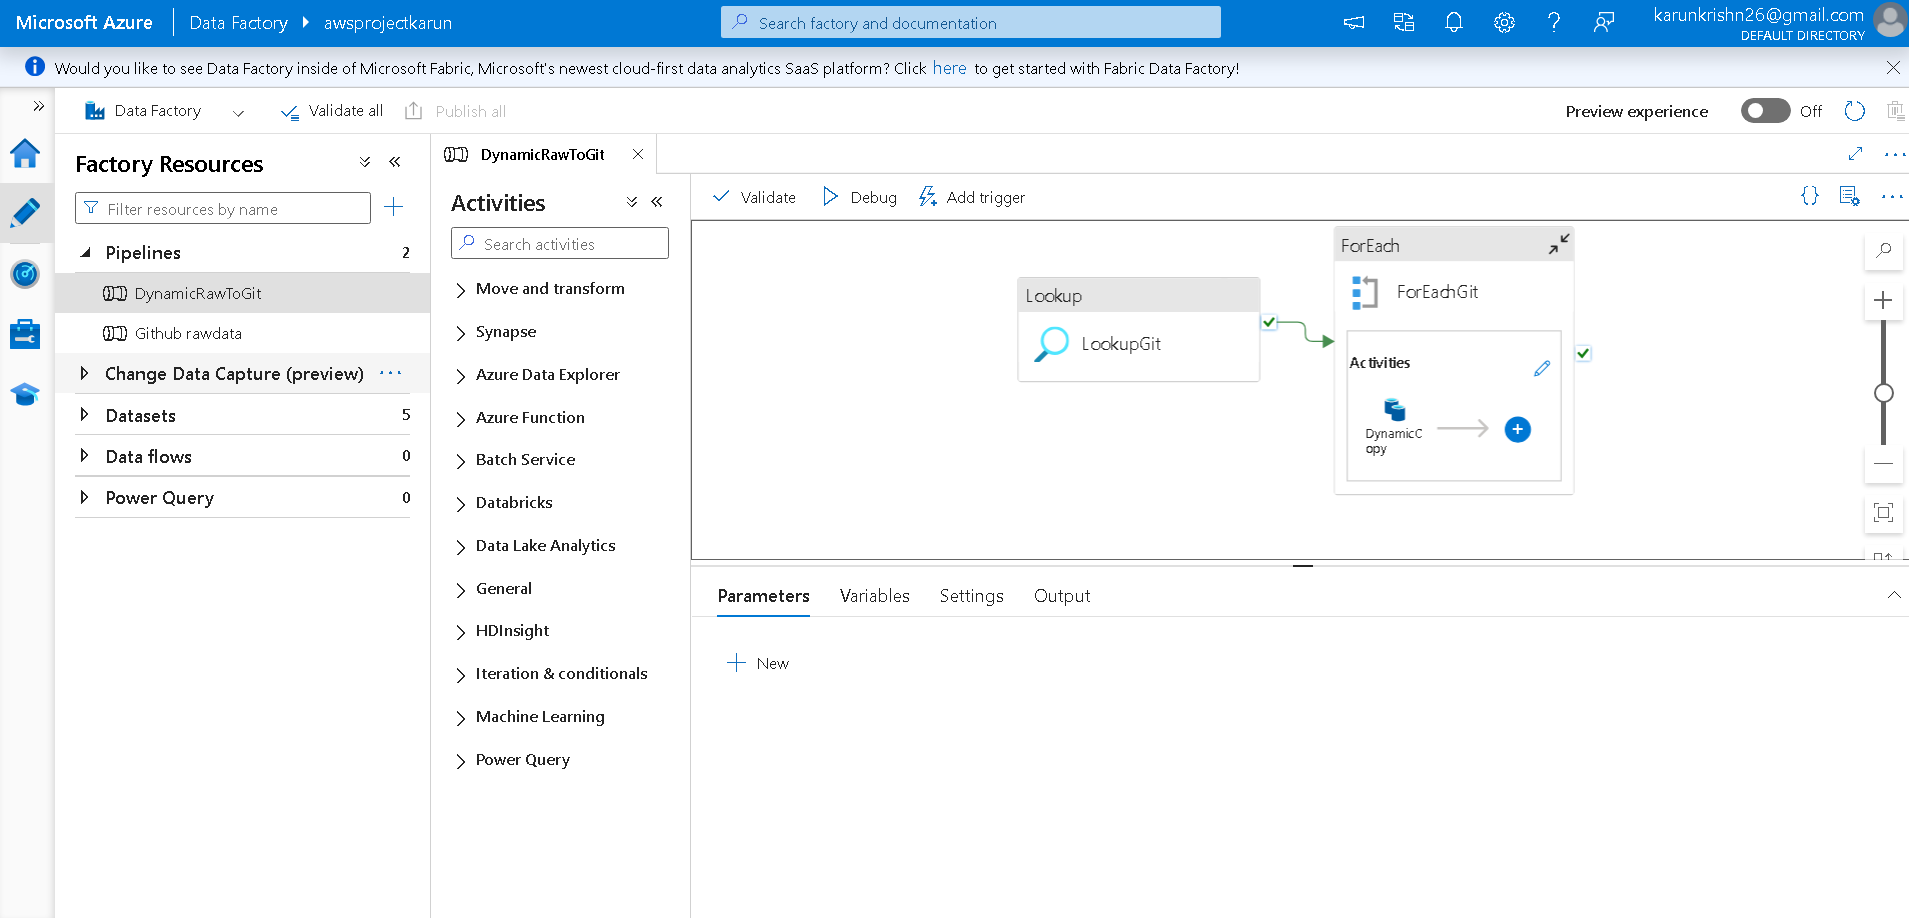 Microsoft Azure
Data Factory
awsprojectkarun
Search factory and documentation
karunkrishn26@gmail.com
DEFAULT DIRECTORY
Would you like to see Data Factory inside of Microsoft Fabric, Microsoft's newest cloud-first data analytics SaaS platform? Click here to get started with Fabric Data Factory!
Data Factory
Validate all
Publish all
Preview experience
Off
Factory Resources
Filter resources by name
Pipelines 2
DynamicRawToGit
Github rawdata
Change Data Capture (preview)
Datasets 5
Data flows 0
Power Query 0
DynamicRawToGit
Activities
Search activities
Move and transform
Synapse
Azure Data Explorer
Azure Function
Batch Service
Databricks
Data Lake Analytics
General
HDInsight
Iteration & conditionals
Machine Learning
Power Query
Validate
Debug
Add trigger
Lookup
LookupGit
ForEach
ForEachGit
Activities
DynamicC
opy
Parameters
Variables
Settings
Output
New